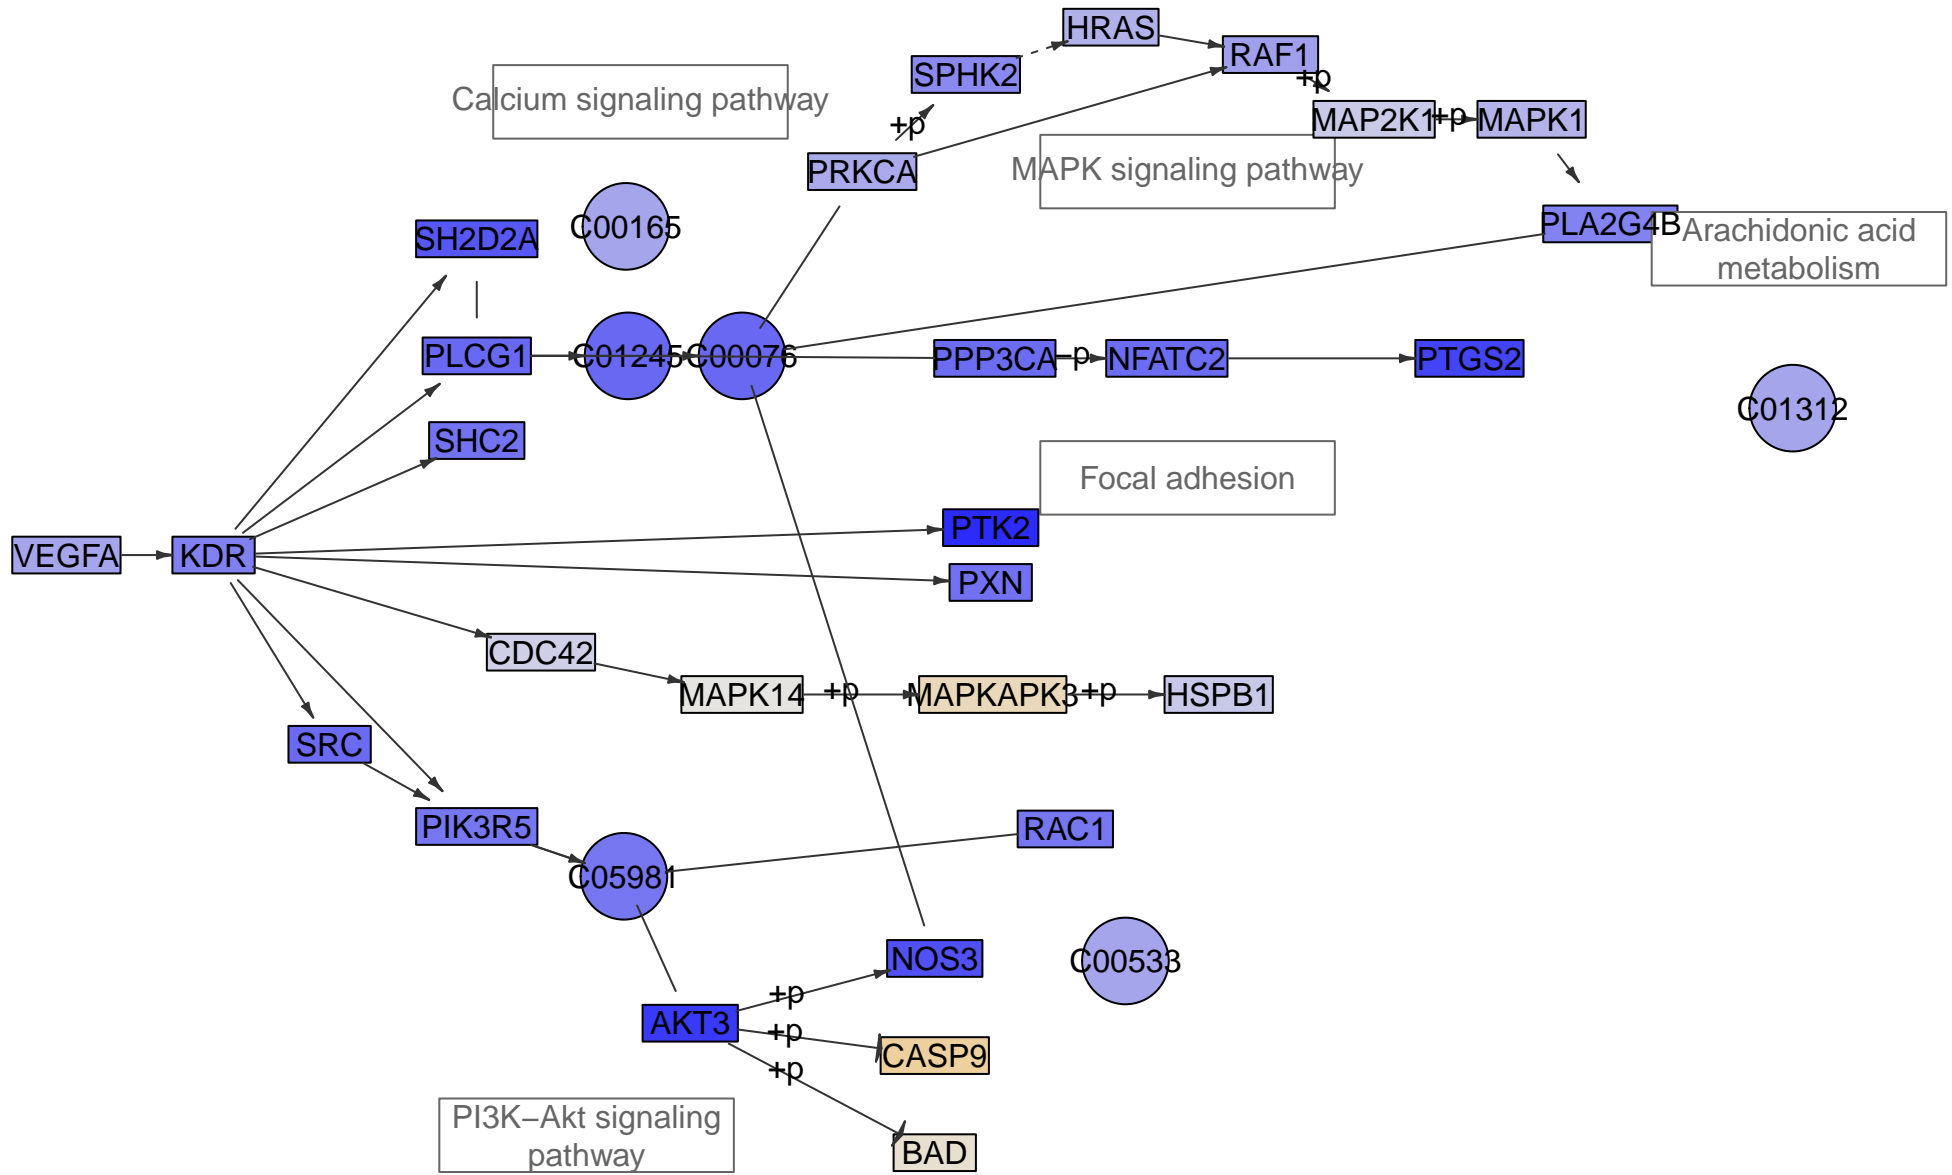 HRAS
RAF1
SPHK2
+p
Calcium signaling pathway
MAP2K1
+p
MAPK1
+p
PRKCA
MAPK signaling pathway
C00165
SH2D2A
PLA2G4B
Arachidonic acid
metabolism
PLCG1
C01245
C00076
PPP3CA
−p
NFATC2
PTGS2
C01312
SHC2
Focal adhesion
PTK2
VEGFA
KDR
PXN
CDC42
MAPK14
+p
MAPKAPK3
+p
HSPB1
SRC
PIK3R5
RAC1
C05981
NOS3
C00533
+p
AKT3
+p
CASP9
+p
PI3K−Akt signaling
pathway
BAD